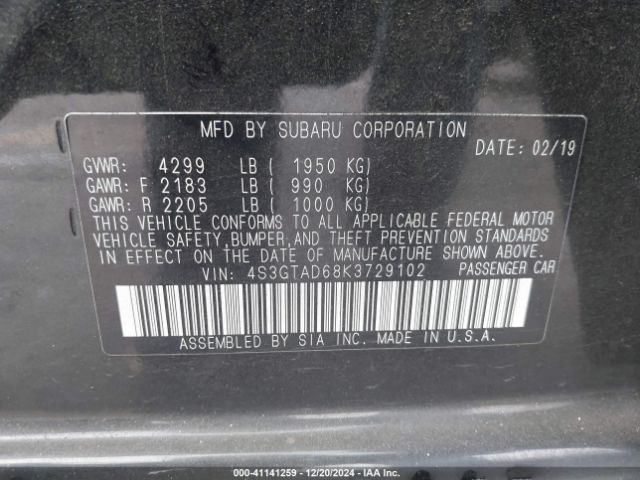 MFD BY SUBARU CORPORATION
DATE: 02/19
GVWR: 4299 LB ( 1950 KG)
GAWR: F 2183 LB ( 990 KG)
GAWR: R 2205 LB ( 1000 KG)
THIS VEHICLE CONFORMS TO ALL APPLICABLE FEDERAL MOTOR
VEHICLE SAFETY,BUMPER,AND THEFT PREVENTION STANDARDS
IN EFFECT ON THE DATE OF MANUFACTURE SHOWN ABOVE.
VIN: 4S3GTAD68K3729102 PASSENGER CAR
ASSEMBLED BY SIA INC. MADE IN U.S.A.
000-41141259 - 12/20/2024 - IAA Inc.